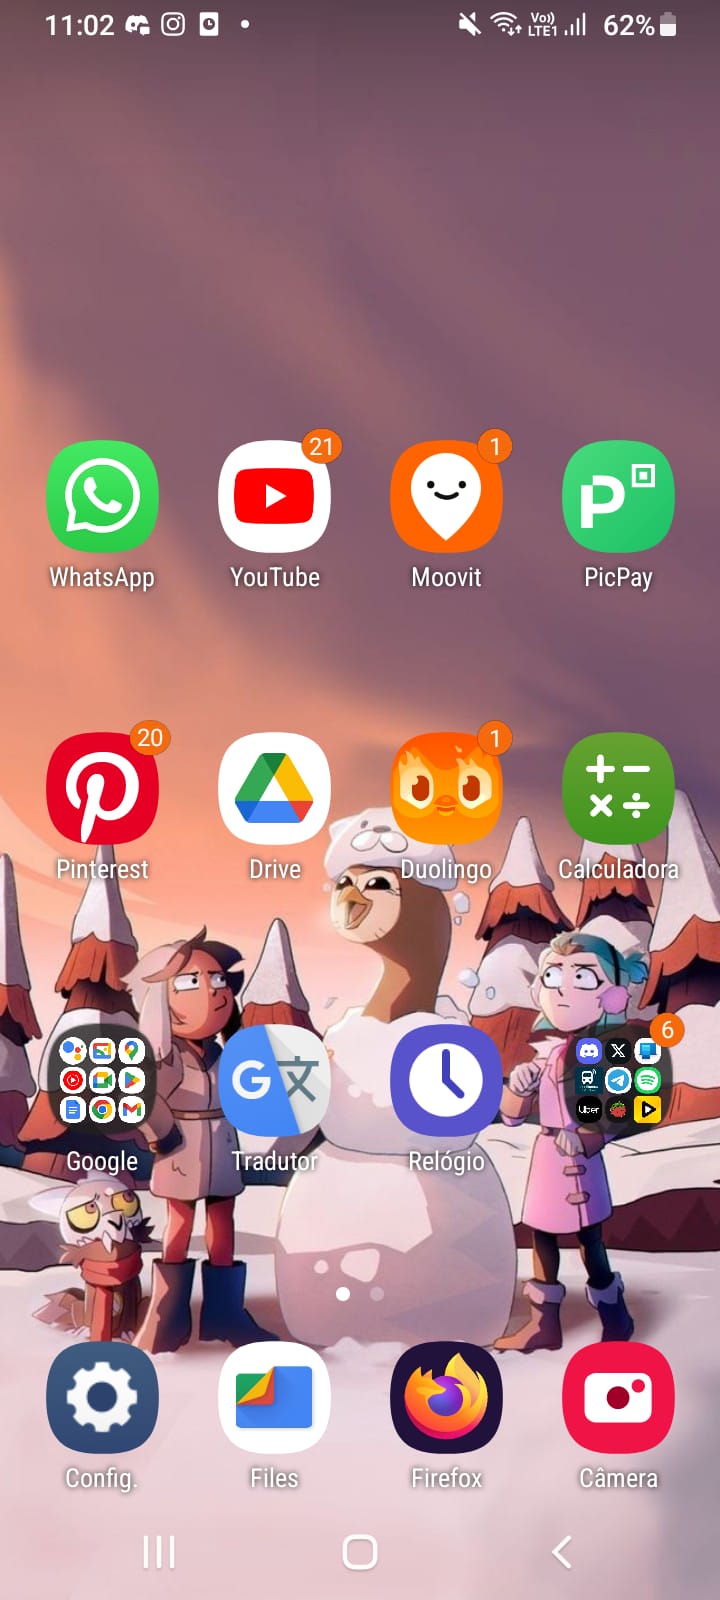 11:02 Vo)) LTE1 62%
21 1
WhatsApp YouTube Moovit PicPay
20 1
Pinterest Drive Duolingo Calculadora
6
Uber
Google Tradutor Relógio
Config. Files Firefox Câmera